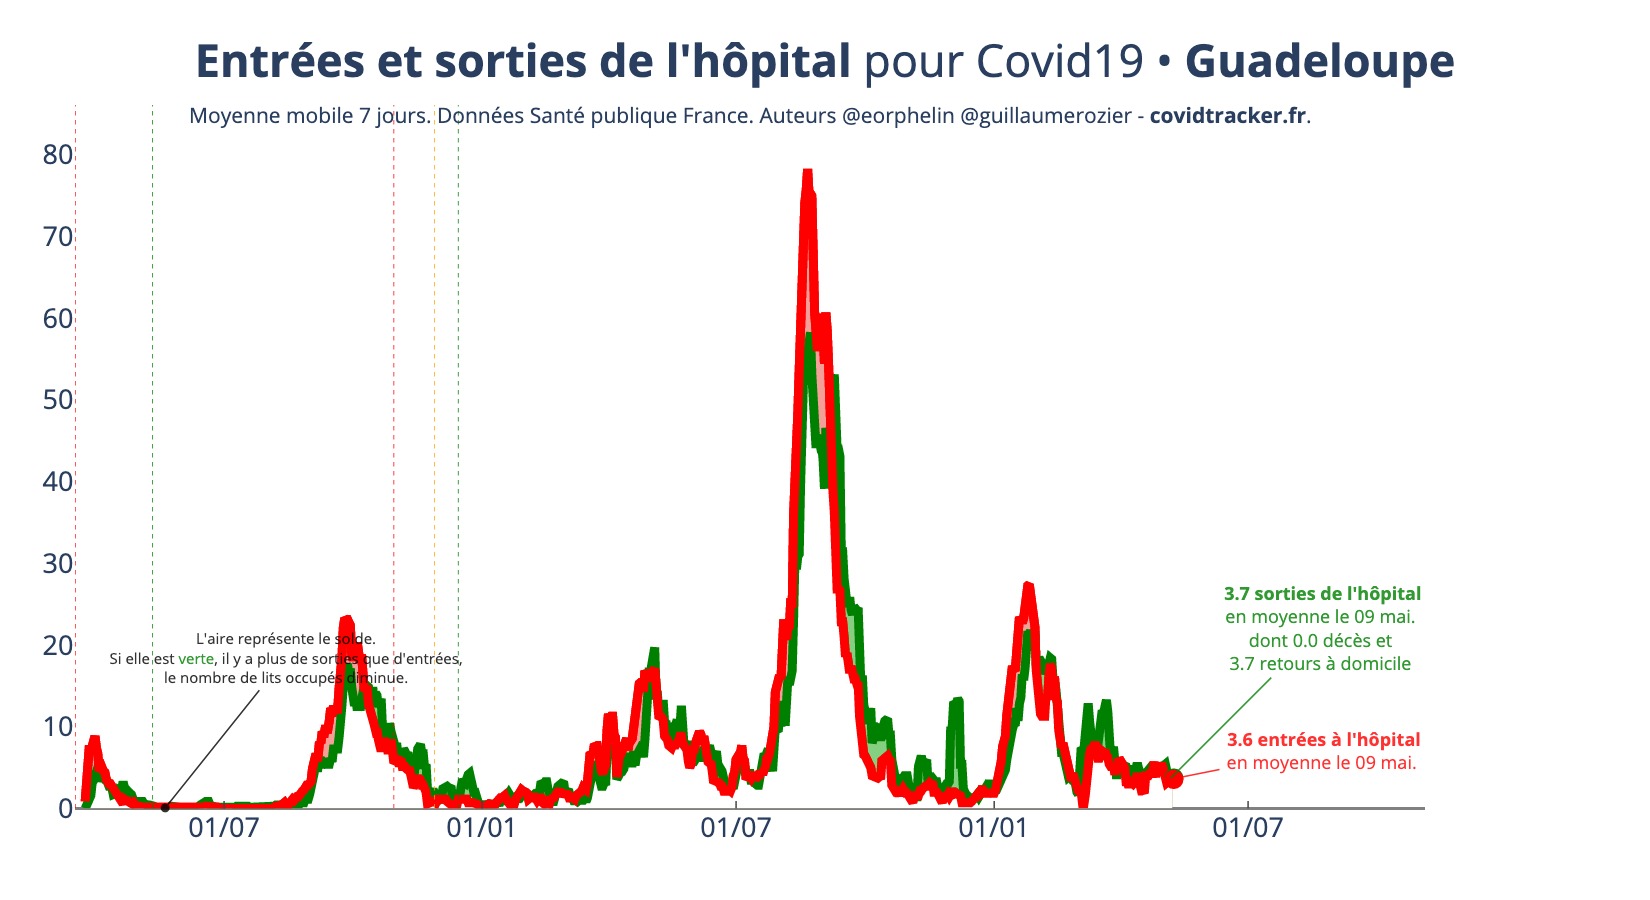 Entrées et sorties de l'hôpital pour Covid19 • Guadeloupe
Moyenne mobile 7 jours. Données Santé publique France. Auteurs @eorphelin @guillaumerozier - covidtracker.fr.
80
70
60
50
40
30
20
10
0
L'aire représente le solde.
Si elle est verte, il y a plus de sorties que d'entrées,
le nombre de lits occupés diminue.
3.7 sorties de l'hôpital
en moyenne le 09 mai.
dont 0.0 décès et
3.7 retours à domicile
3.6 entrées à l'hôpital
en moyenne le 09 mai.
01/07
01/01
01/07
01/01
01/07